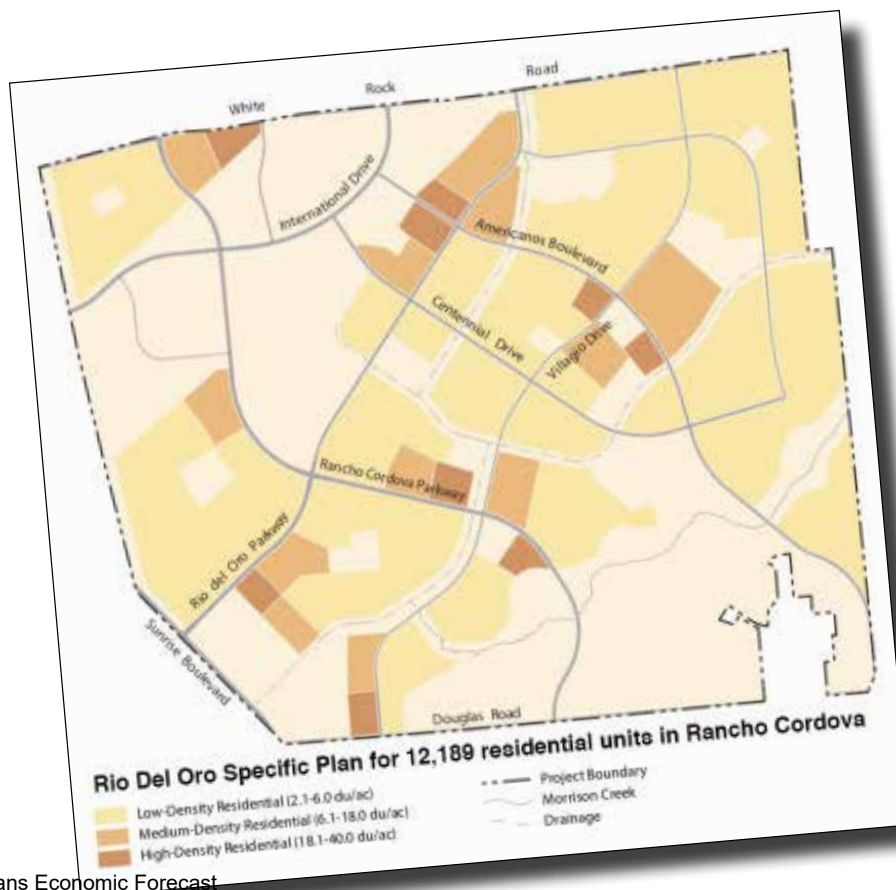 White
Rock
Road
International Drive
Americanos Boulevard
Centennial Drive
Villagio Drive
Rancho Cordova Parkway
Rio del Oro Parkway
Sunrise Boulevard
Douglas Road
Rio Del Oro Specific Plan for 12,189 residential units in Rancho Cordova
Low-Density Residential (2.1-6.0 du/ac)
Medium-Density Residential (6.1-18.0 du/ac)
High-Density Residential (18.1-40.0 du/ac)
Project Boundary
Morrison Creek
Drainage
ans Economic Forecast